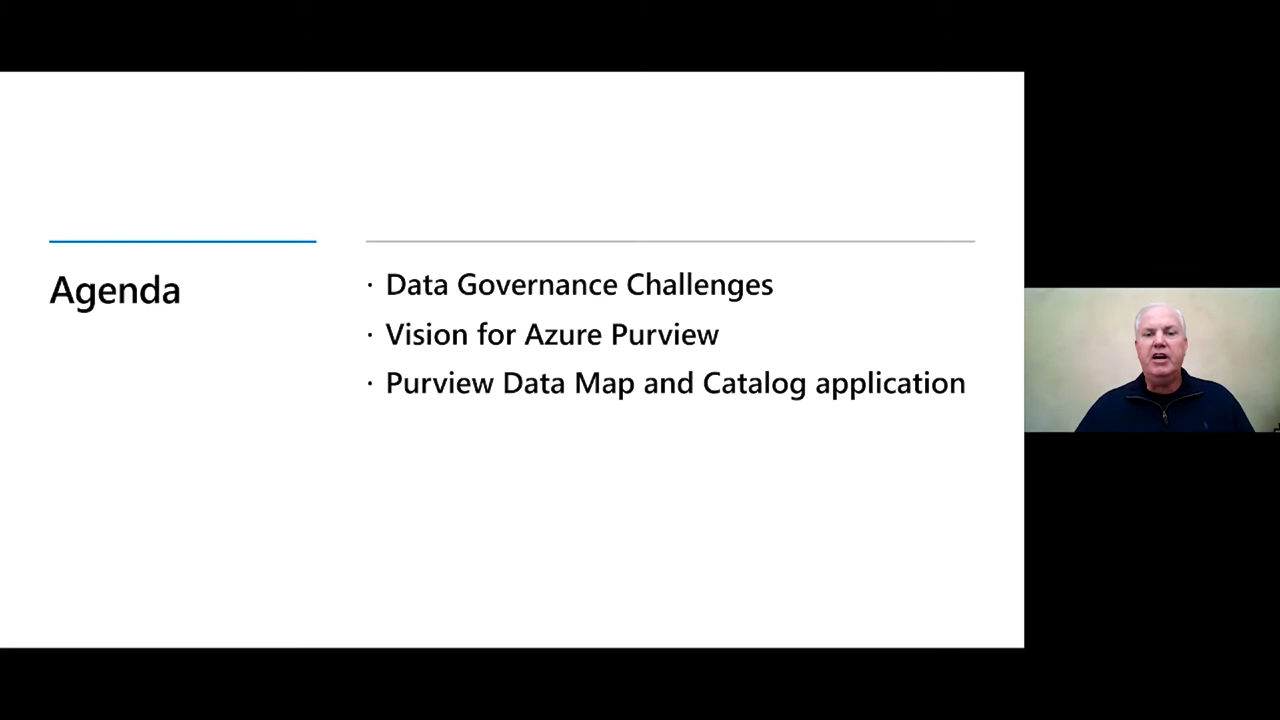 Agenda
· Data Governance Challenges
· Vision for Azure Purview
· Purview Data Map and Catalog application